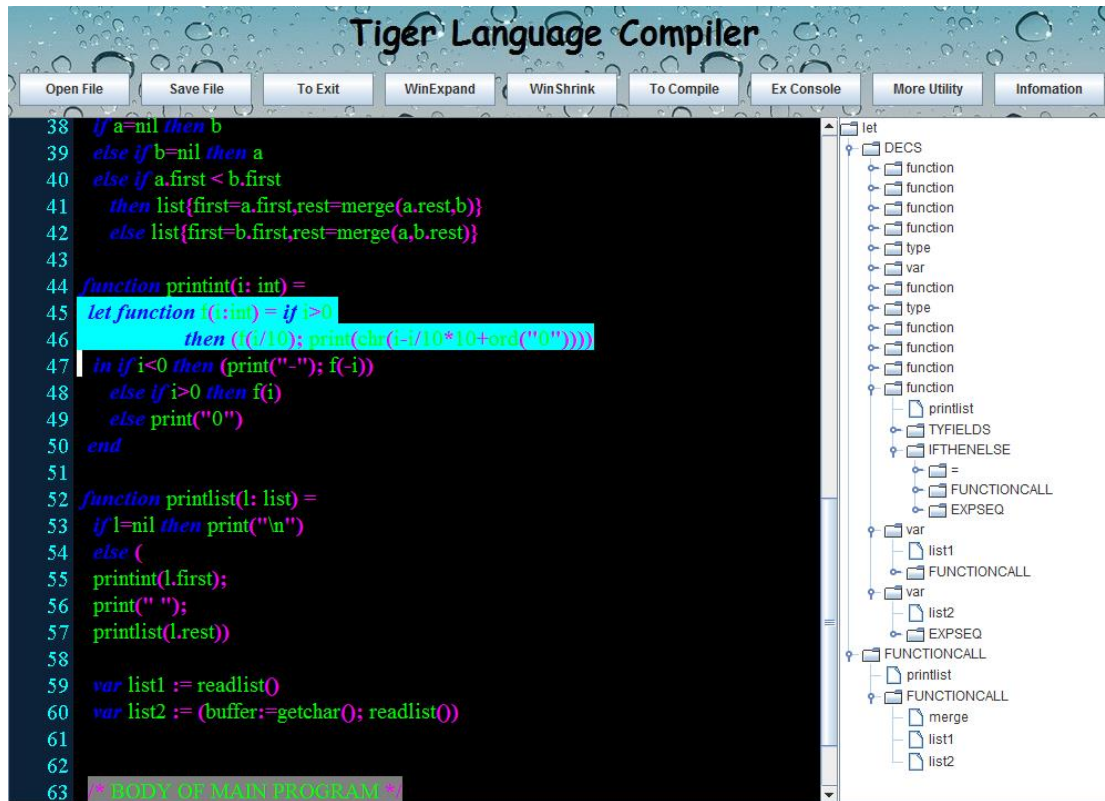 Tiger Language Compiler
Open File Save File To Exit WinExpand WinShrink To Compile Ex Console More Utility Infomation
38 if a=nil then b
39 else if b=nil then a
40 else if a.first < b.first
41 then list{first=a.first,rest=merge(a.rest,b)}
42 else list{first=b.first,rest=merge(a,b.rest)}
43
44 function printint(i: int) =
45 let function f(i:int) = if i>0
46 then (f(i/10); print(chr(i-i/10*10+ord("0"))))
47 in if i<0 then (print("-"); f(-i))
48 else if i>0 then f(i)
49 else print("0")
50 end
51
52 function printlist(l: list) =
53 if l=nil then print("\n")
54 else (
55 printint(l.first);
56 print(" ");
57 printlist(l.rest))
58
59 var list1 := readlist()
60 var list2 := (buffer:=getchar(); readlist())
61
62
63 /* BODY OF MAIN PROGRAM */
let
DECS
function
function
function
function
type
var
function
type
function
function
function
function
printlist
TYFIELDS
IFTHENELSE
=
FUNCTIONCALL
EXPSEQ
var
list1
FUNCTIONCALL
var
list2
EXPSEQ
FUNCTIONCALL
printlist
FUNCTIONCALL
merge
list1
list2